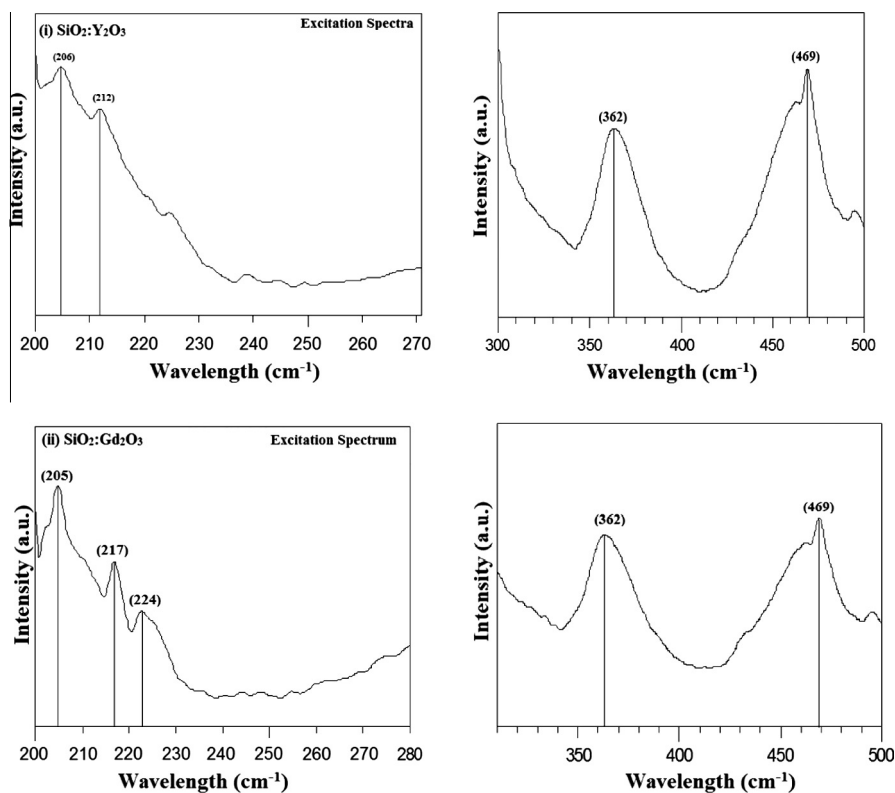 (i) SiO₂:Y₂O₃ Excitation Spectra
(206)
(212)
Intensity (a.u.)
200 210 220 230 240 250 260 270
Wavelength (cm⁻¹)
(469)
(362)
Intensity (a.u.)
300 350 400 450 500
Wavelength (cm⁻¹)
(ii) SiO₂:Gd₂O₃ Excitation Spectrum
(205)
(217)
(224)
Intensity (a.u.)
200 210 220 230 240 250 260 270 280
Wavelength (cm⁻¹)
(469)
(362)
Intensity (a.u.)
350 400 450 500
Wavelength (cm⁻¹)